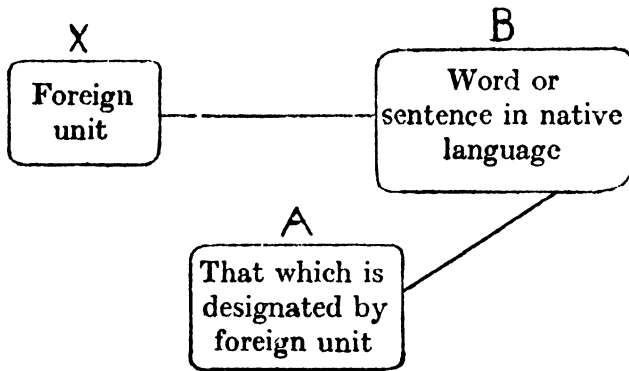 X
Foreign
unit
B
Word or
sentence in native
language
A
That which is
designated by
foreign unit